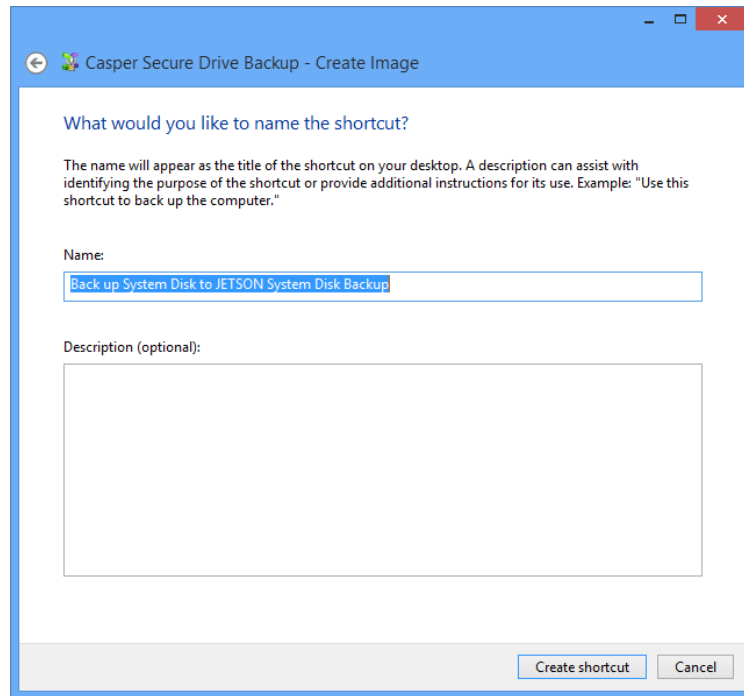 Casper Secure Drive Backup - Create Image
What would you like to name the shortcut?
The name will appear as the title of the shortcut on your desktop. A description can assist with
identifying the purpose of the shortcut or provide additional instructions for its use. Example: "Use this
shortcut to back up the computer."
Name:
Back up System Disk to JETSON System Disk Backup
Description (optional):
Create shortcut
Cancel